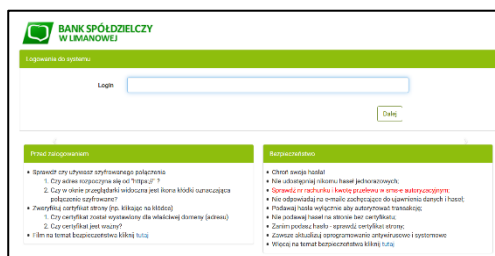 BANK SPÓŁDZIELCZY
W LIMANOWEJ
Logowanie do systemu
Login
Dalej
Przed zalogowaniem
Sprawdź czy używasz szyfrowanego połączenia
1. Czy adres rozpoczyna się od "https://" ?
2. Czy w oknie przeglądarki widoczna jest ikona kłódki oznaczająca
połączenie szyfrowane?
Zweryfikuj certyfikat strony (np. klikając na kłódce)
1. Czy certyfikat został wystawiony dla właściwej domeny (adresu)
2. Czy certyfikat jest ważny?
Film na temat bezpieczeństwa kliknij tutaj
Bezpieczeństwo
Chroń swoje hasła!
Nie udostępniaj nikomu haseł jednorazowych;
Sprawdź nr rachunku i kwotę przelewu w sms-e autoryzacyjnym;
Nie odpowiadaj na e-maile zachęcające do ujawnienia danych i haseł;
Podawaj hasła wyłącznie aby autoryzować transakcję;
Nie podawaj haseł na stronie bez certyfikatu;
Zanim podasz hasło - sprawdź certyfikat strony;
Zawsze aktualizuj oprogramowanie antywirusowe i systemowe
Więcej na temat bezpieczeństwa kliknij tutaj